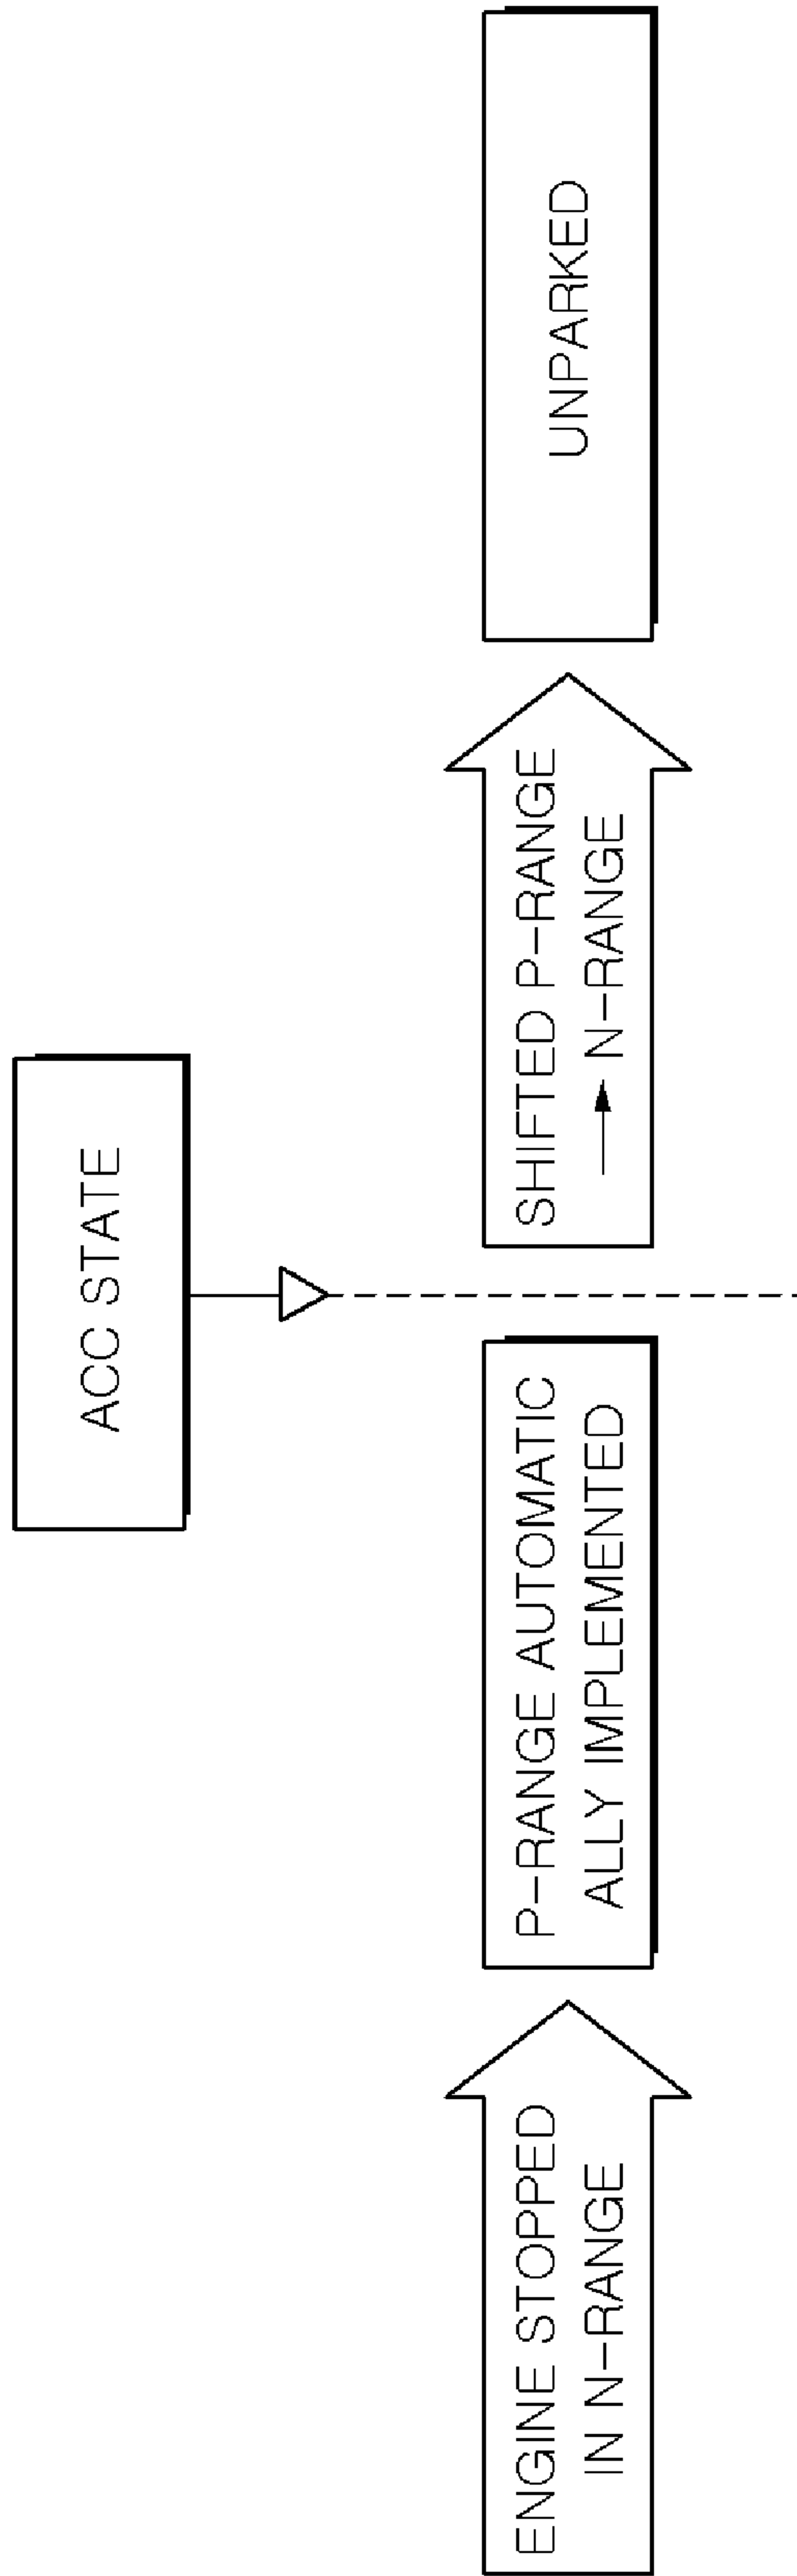 ACC STATE
ENGINE STOPPED
IN N-RANGE
P-RANGE AUTOMATIC
ALLY IMPLEMENTED
SHIFTED P-RANGE
→ N-RANGE
UNPARKED